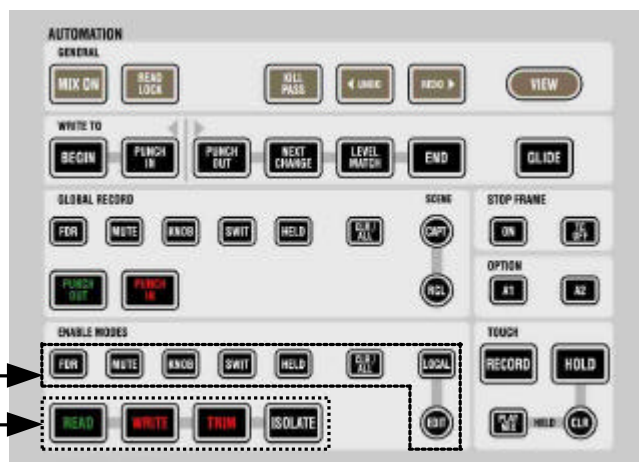 AUTOMATION
GENERAL
MIX ON READ LOCK KILL PASS UNDO REDO VIEW
WRITE TO
BEGIN PUNCH IN PUNCH OUT NEXT CHANGE LEVEL MATCH END GLIDE
GLOBAL RECORD SCENE STOP FRAME
FDR MUTE KNOB SWIT HELD CLR/ ALL CAPT ON TC OFF
OPTION
PUNCH OUT PUNCH IN RCL A1 A2
ENABLE MODES TOUCH
FDR MUTE KNOB SWIT HELD CLR/ ALL LOCAL RECORD HOLD
READ WRITE TRIM ISOLATE EDIT HELD CLR